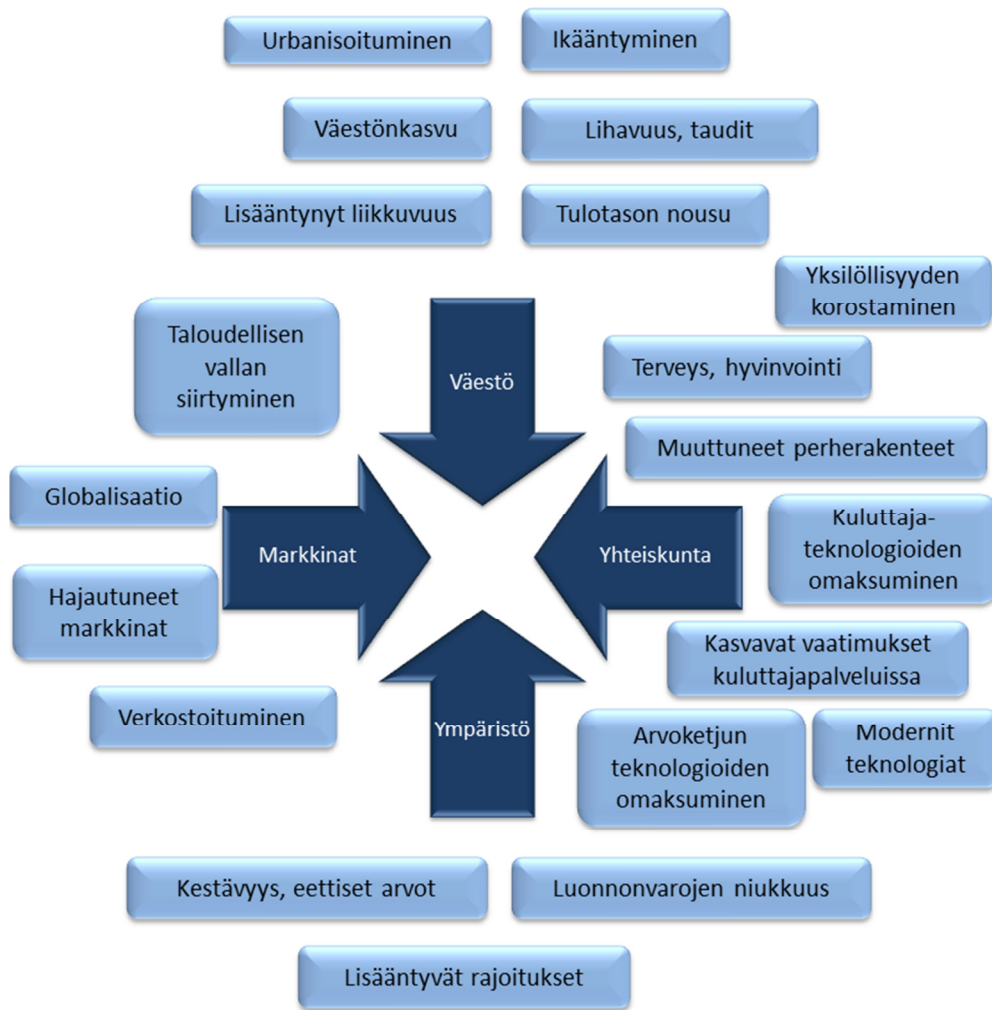 Urbanisoituminen
Ikääntyminen
Väestönkasvu
Lihavuus, taudit
Lisääntynyt liikkuvuus
Tulotason nousu
Yksilöllisyyden
korostaminen
Taloudellisen
vallan
siirtyminen
Väestö
Terveys, hyvinvointi
Muuttuneet perherakenteet
Globalisaatio
Markkinat
Yhteiskunta
Kuluttaja-
teknologioiden
omaksuminen
Hajautuneet
markkinat
Kasvavat vaatimukset
kuluttajapalveluissa
Verkostoituminen
Ympäristö
Arvoketjun
teknologioiden
omaksuminen
Modernit
teknologiat
Kestävyys, eettiset arvot
Luonnonvarojen niukkuus
Lisääntyvät rajoitukset